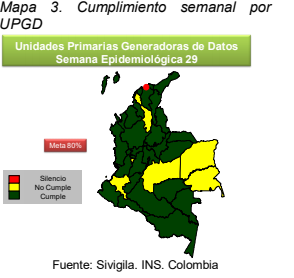 Mapa 3. Cumplimiento semanal por
UPGD
Unidades Primarias Generadoras de Datos
Semana Epidemiológica 29
Meta 80%
Silencio
No Cumple
Cumple
Fuente: Sivigila. INS. Colombia